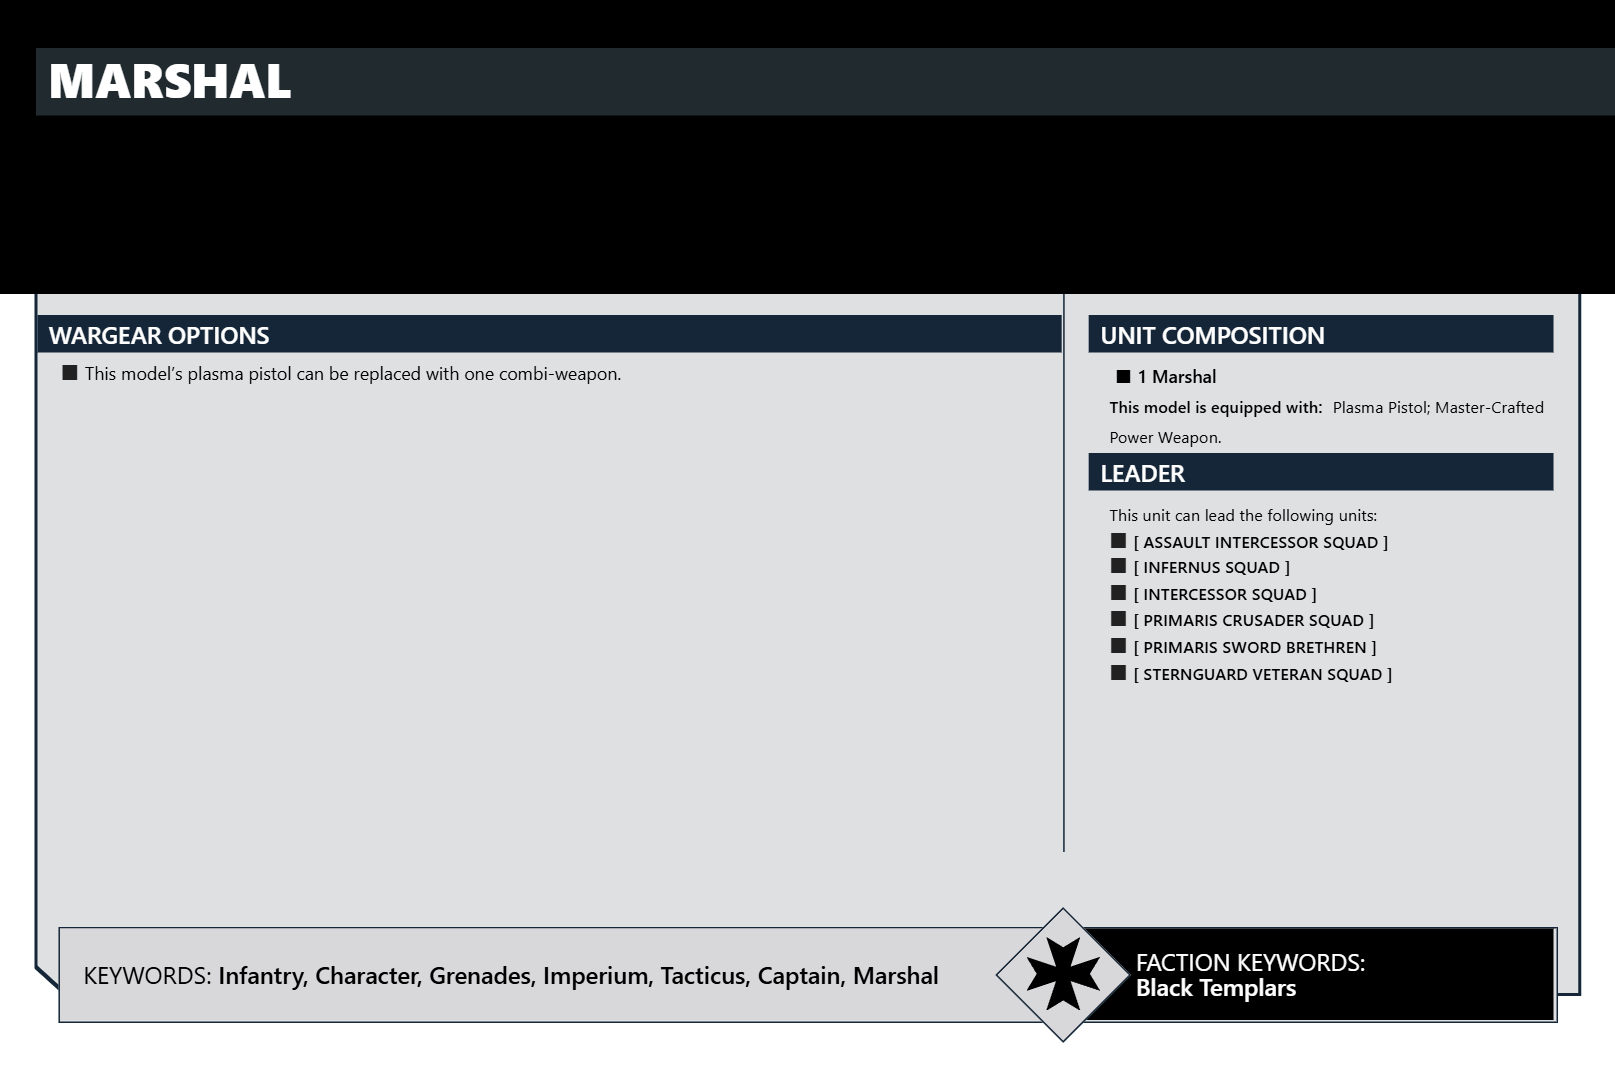 MARSHAL
WARGEAR OPTIONS
■ This model’s plasma pistol can be replaced with one combi-weapon.
UNIT COMPOSITION
■ 1 Marshal
This model is equipped with: Plasma Pistol; Master-Crafted
Power Weapon.
LEADER
This unit can lead the following units:
■ [ ASSAULT INTERCESSOR SQUAD ]
■ [ INFERNUS SQUAD ]
■ [ INTERCESSOR SQUAD ]
■ [ PRIMARIS CRUSADER SQUAD ]
■ [ PRIMARIS SWORD BRETHREN ]
■ [ STERNGUARD VETERAN SQUAD ]
KEYWORDS: Infantry, Character, Grenades, Imperium, Tacticus, Captain, Marshal
FACTION KEYWORDS:
Black Templars